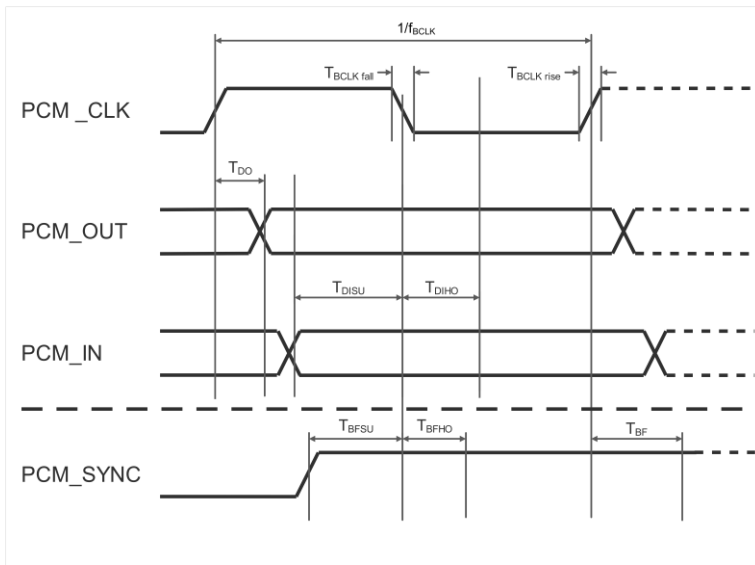 1/fBCLK
TBCLK fall
TBCLK rise
PCM _CLK
TDO
PCM_OUT
TDISU
TDIHO
PCM_IN
TBFSU
TBFHO
TBF
PCM_SYNC